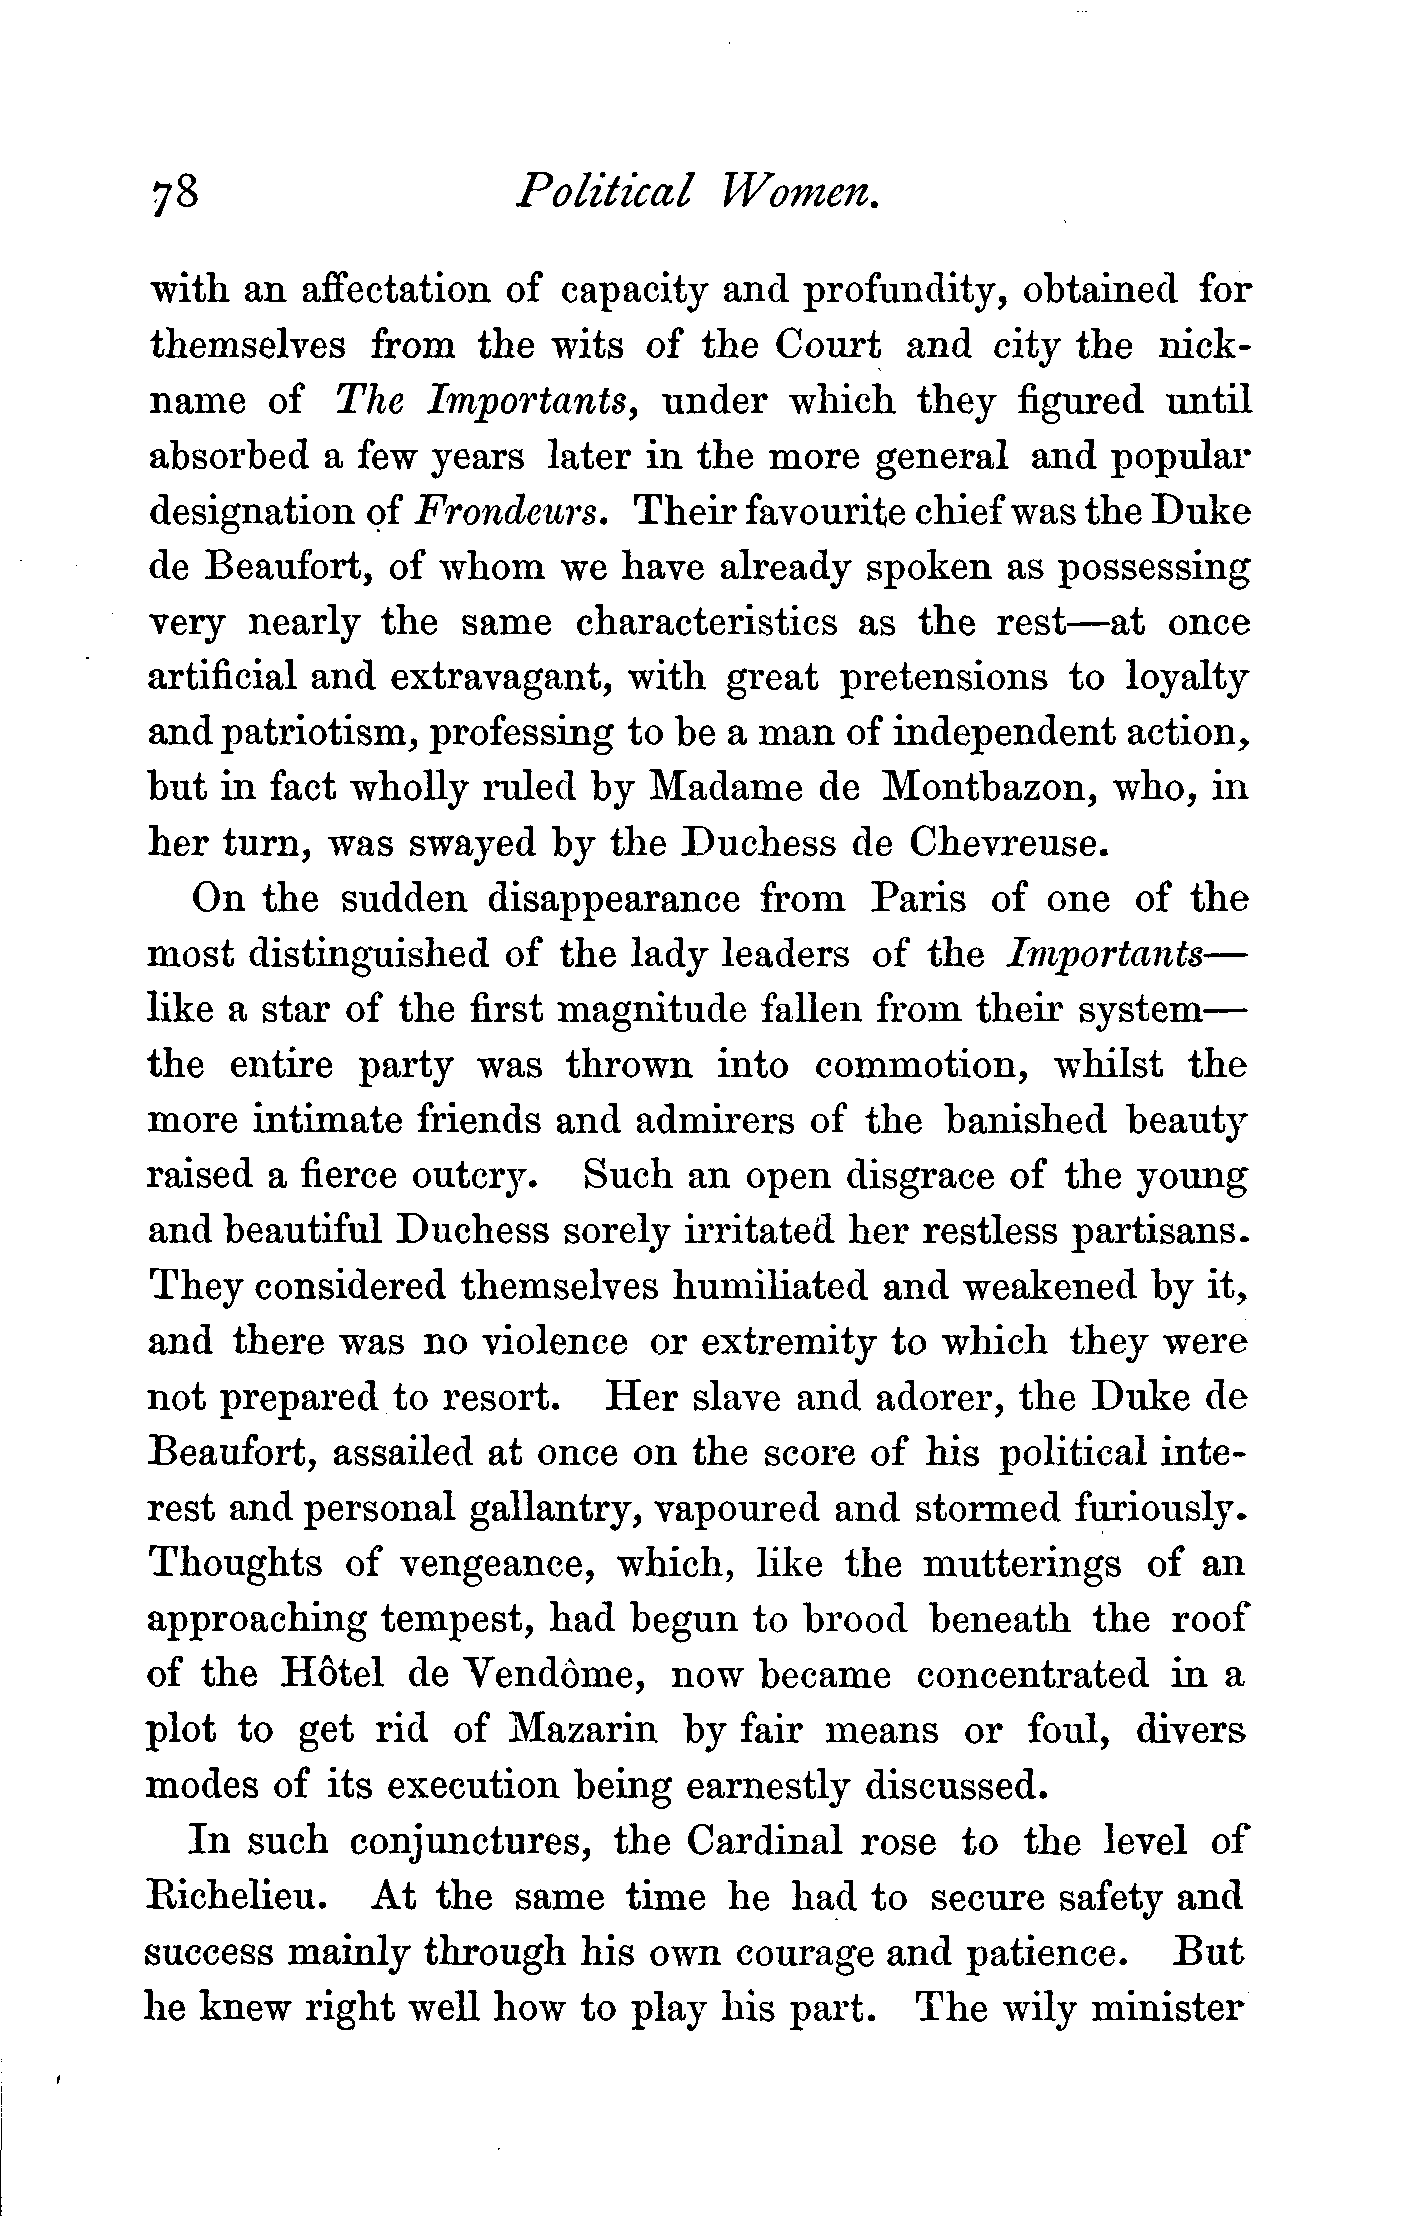 78 Political Women.
with an affectation of capacity and profundity, obtained for
themselves from the wits of the Court and city the nick-
name of The Importants, under which they figured until
absorbed a few years later in the more general and popular
designation of Frondeurs. Their favourite chief was the Duke
de Beaufort, of whom we have already spoken as possessing
very nearly the same characteristics as the rest—at once
artificial and extravagant, with great pretensions to loyalty
and patriotism, professing to be a man of independent action,
but in fact wholly ruled by Madame de Montbazon, who, in
her turn, was swayed by the Duchess de Chevreuse.
On the sudden disappearance from Paris of one of the
most distinguished of the lady leaders of the Importants—
like a star of the first magnitude fallen from their system—
the entire party was thrown into commotion, whilst the
more intimate friends and admirers of the banished beauty
raised a fierce outcry. Such an open disgrace of the young
and beautiful Duchess sorely irritated her restless partisans.
They considered themselves humiliated and weakened by it,
and there was no violence or extremity to which they were
not prepared to resort. Her slave and adorer, the Duke de
Beaufort, assailed at once on the score of his political inte-
rest and personal gallantry, vapoured and stormed furiously.
Thoughts of vengeance, which, like the mutterings of an
approaching tempest, had begun to brood beneath the roof
of the Hôtel de Vendôme, now became concentrated in a
plot to get rid of Mazarin by fair means or foul, divers
modes of its execution being earnestly discussed.
In such conjunctures, the Cardinal rose to the level of
Richelieu. At the same time he had to secure safety and
success mainly through his own courage and patience. But
he knew right well how to play his part. The wily minister